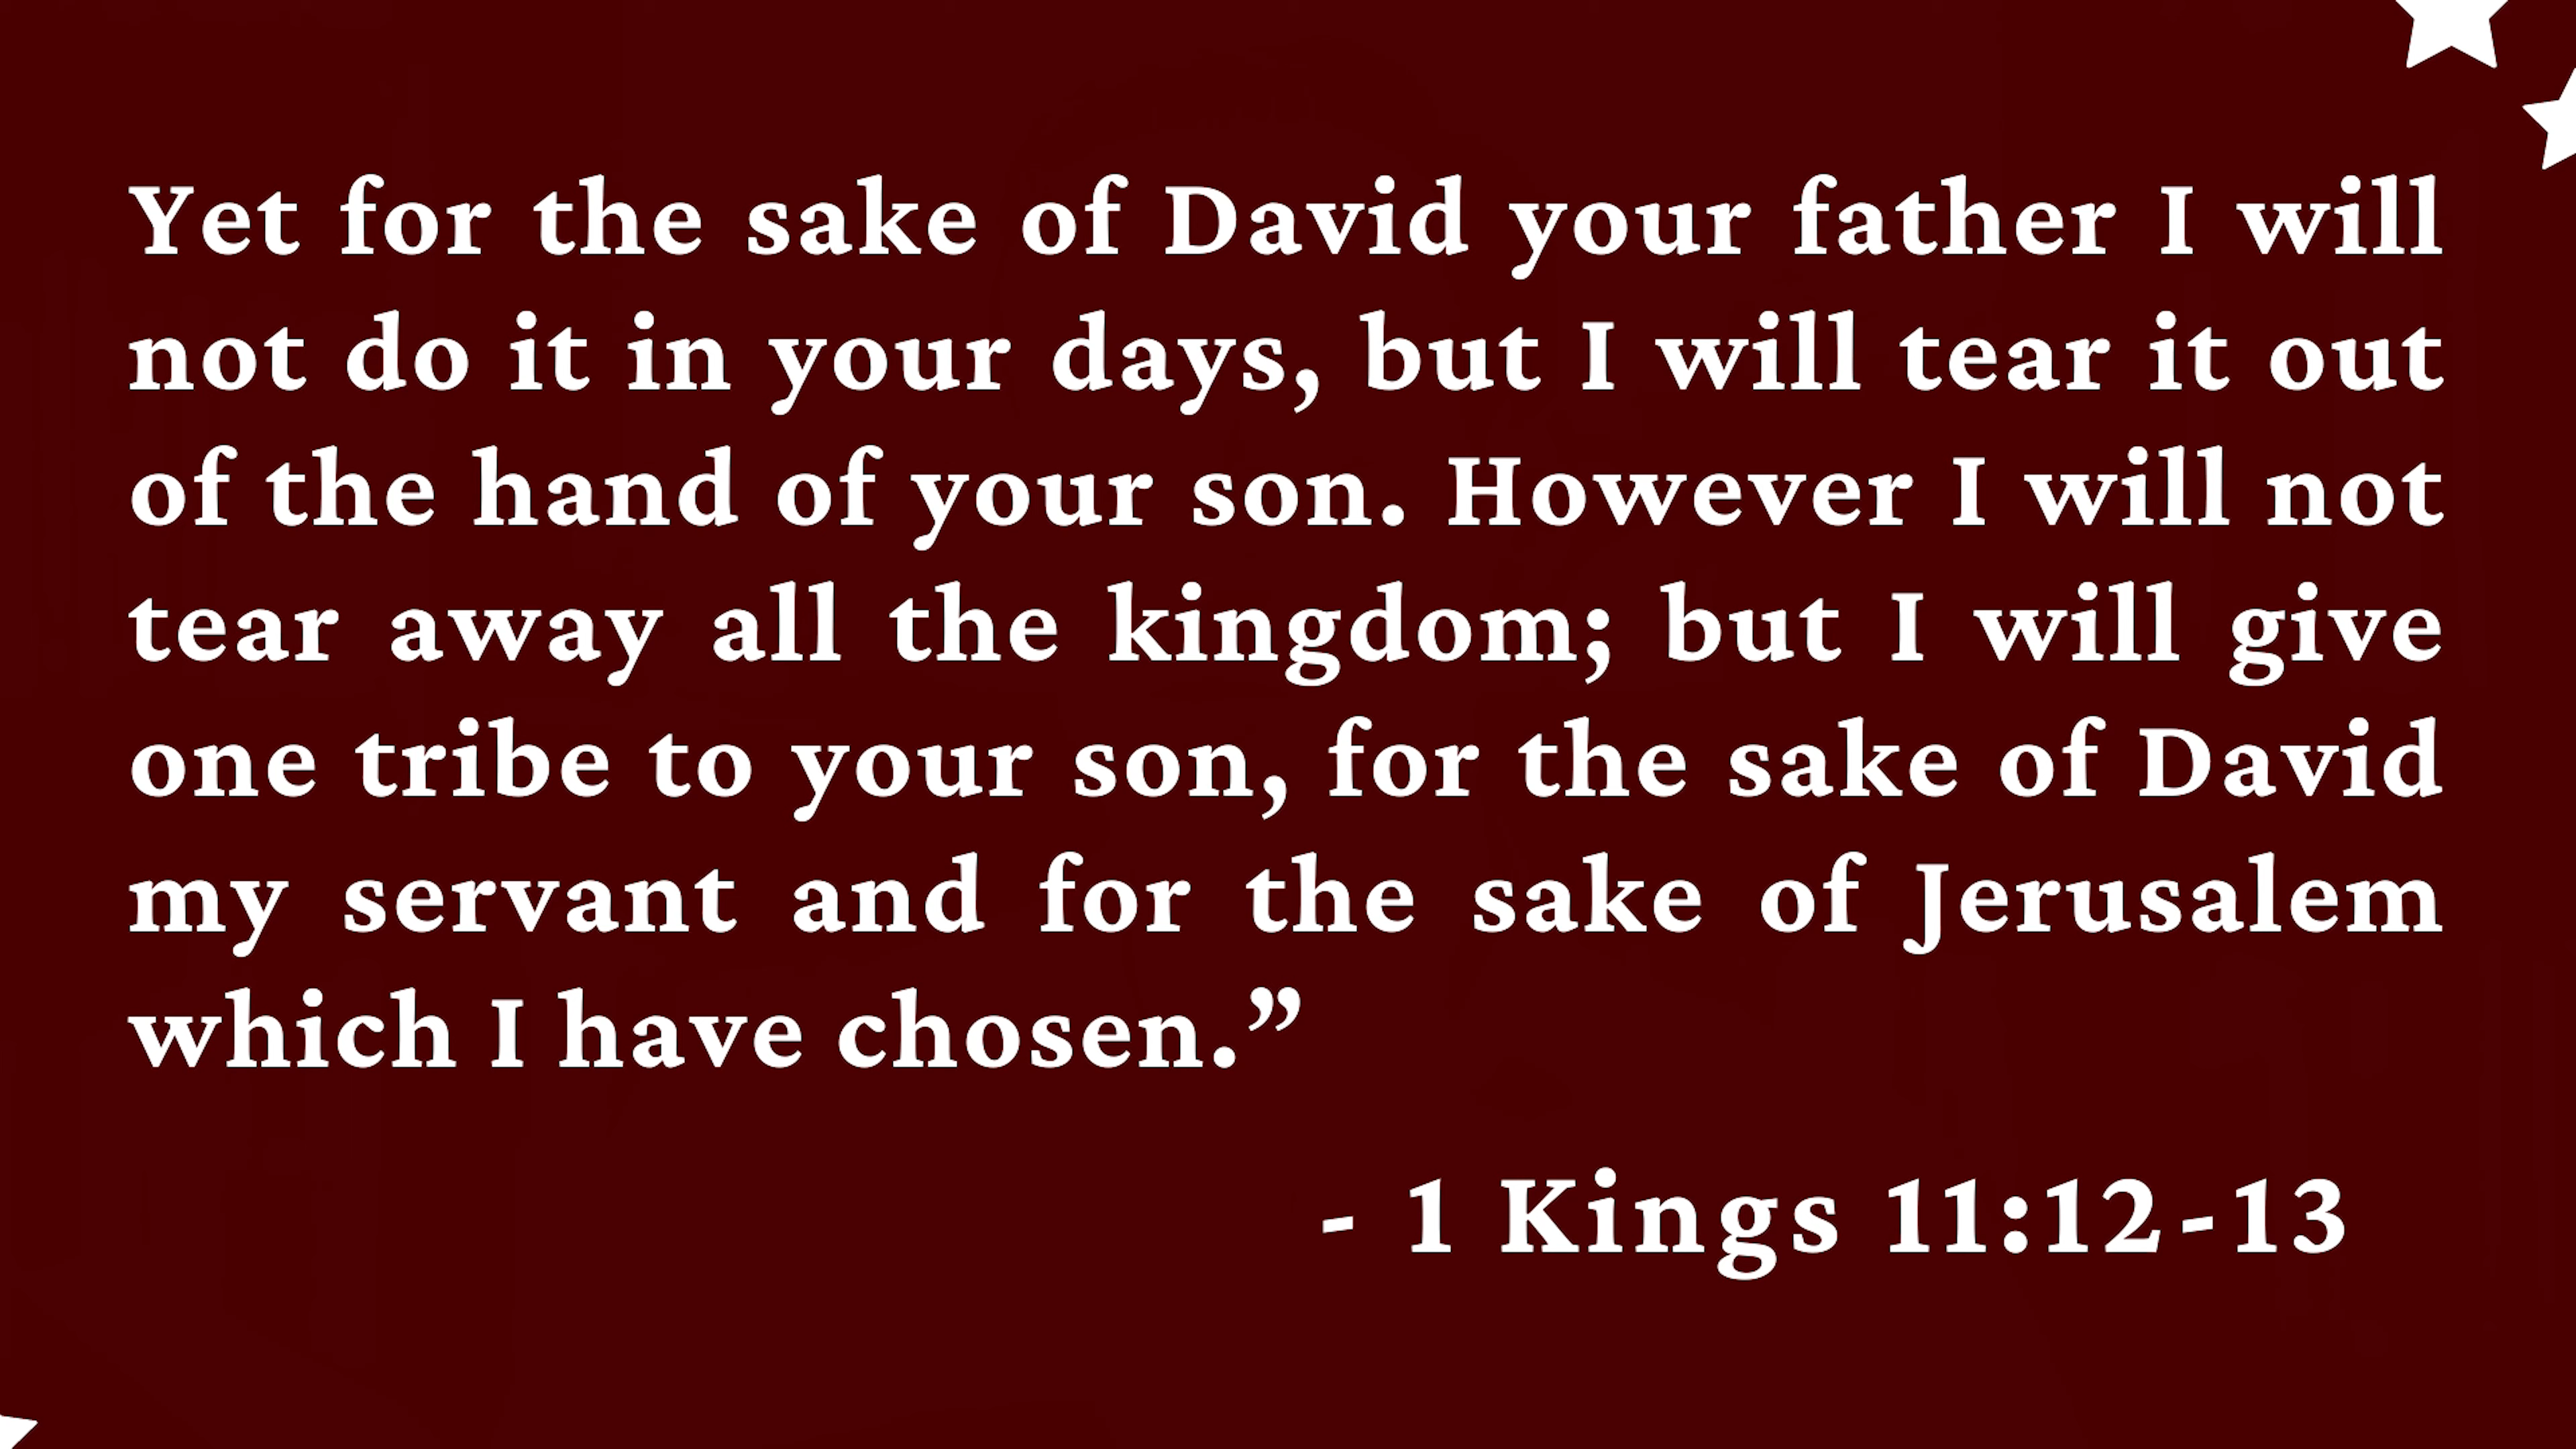 Yet for the sake of David your father I will
not do it in your days, but I will tear it out
of the hand of your son. However I will not
tear away all the kingdom; but I will give
one tribe to your son, for the sake of David
my servant and for the sake of Jerusalem
which I have chosen.”
- 1 Kings 11:12-13